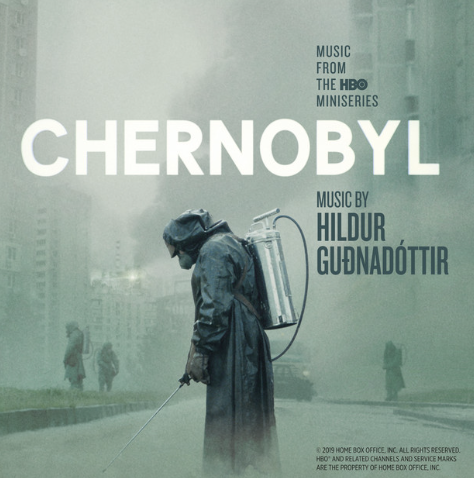 MUSIC
FROM
THE HBO
MINISERIES
CHERNOBYL
MUSIC BY
HILDUR
GUÐNADÓTTIR
© 2019 HOME BOX OFFICE, INC. ALL RIGHTS RESERVED.
HBO® AND RELATED CHANNELS AND SERVICE MARKS
ARE THE PROPERTY OF HOME BOX OFFICE, INC.